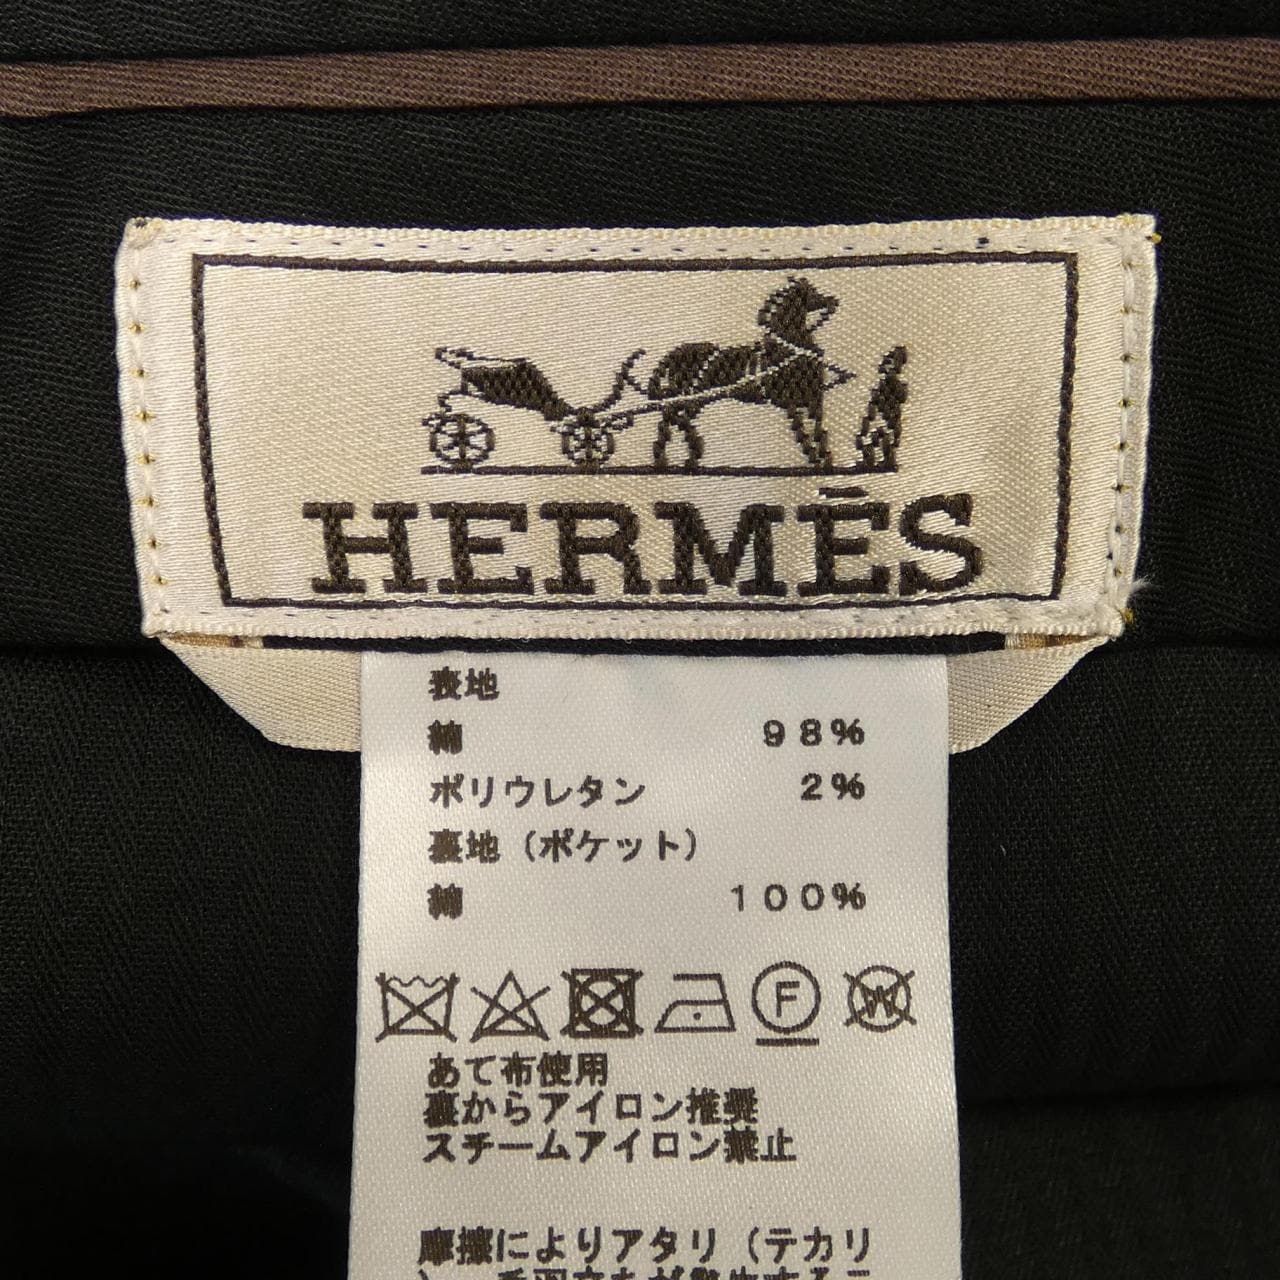 HERMES
表地
綿 98%
ポリウレタン 2%
裏地（ポケット）
綿 100%
F
W
あて布使用
裏からアイロン推奨
スチームアイロン禁止
摩擦によりアタリ（テカリ